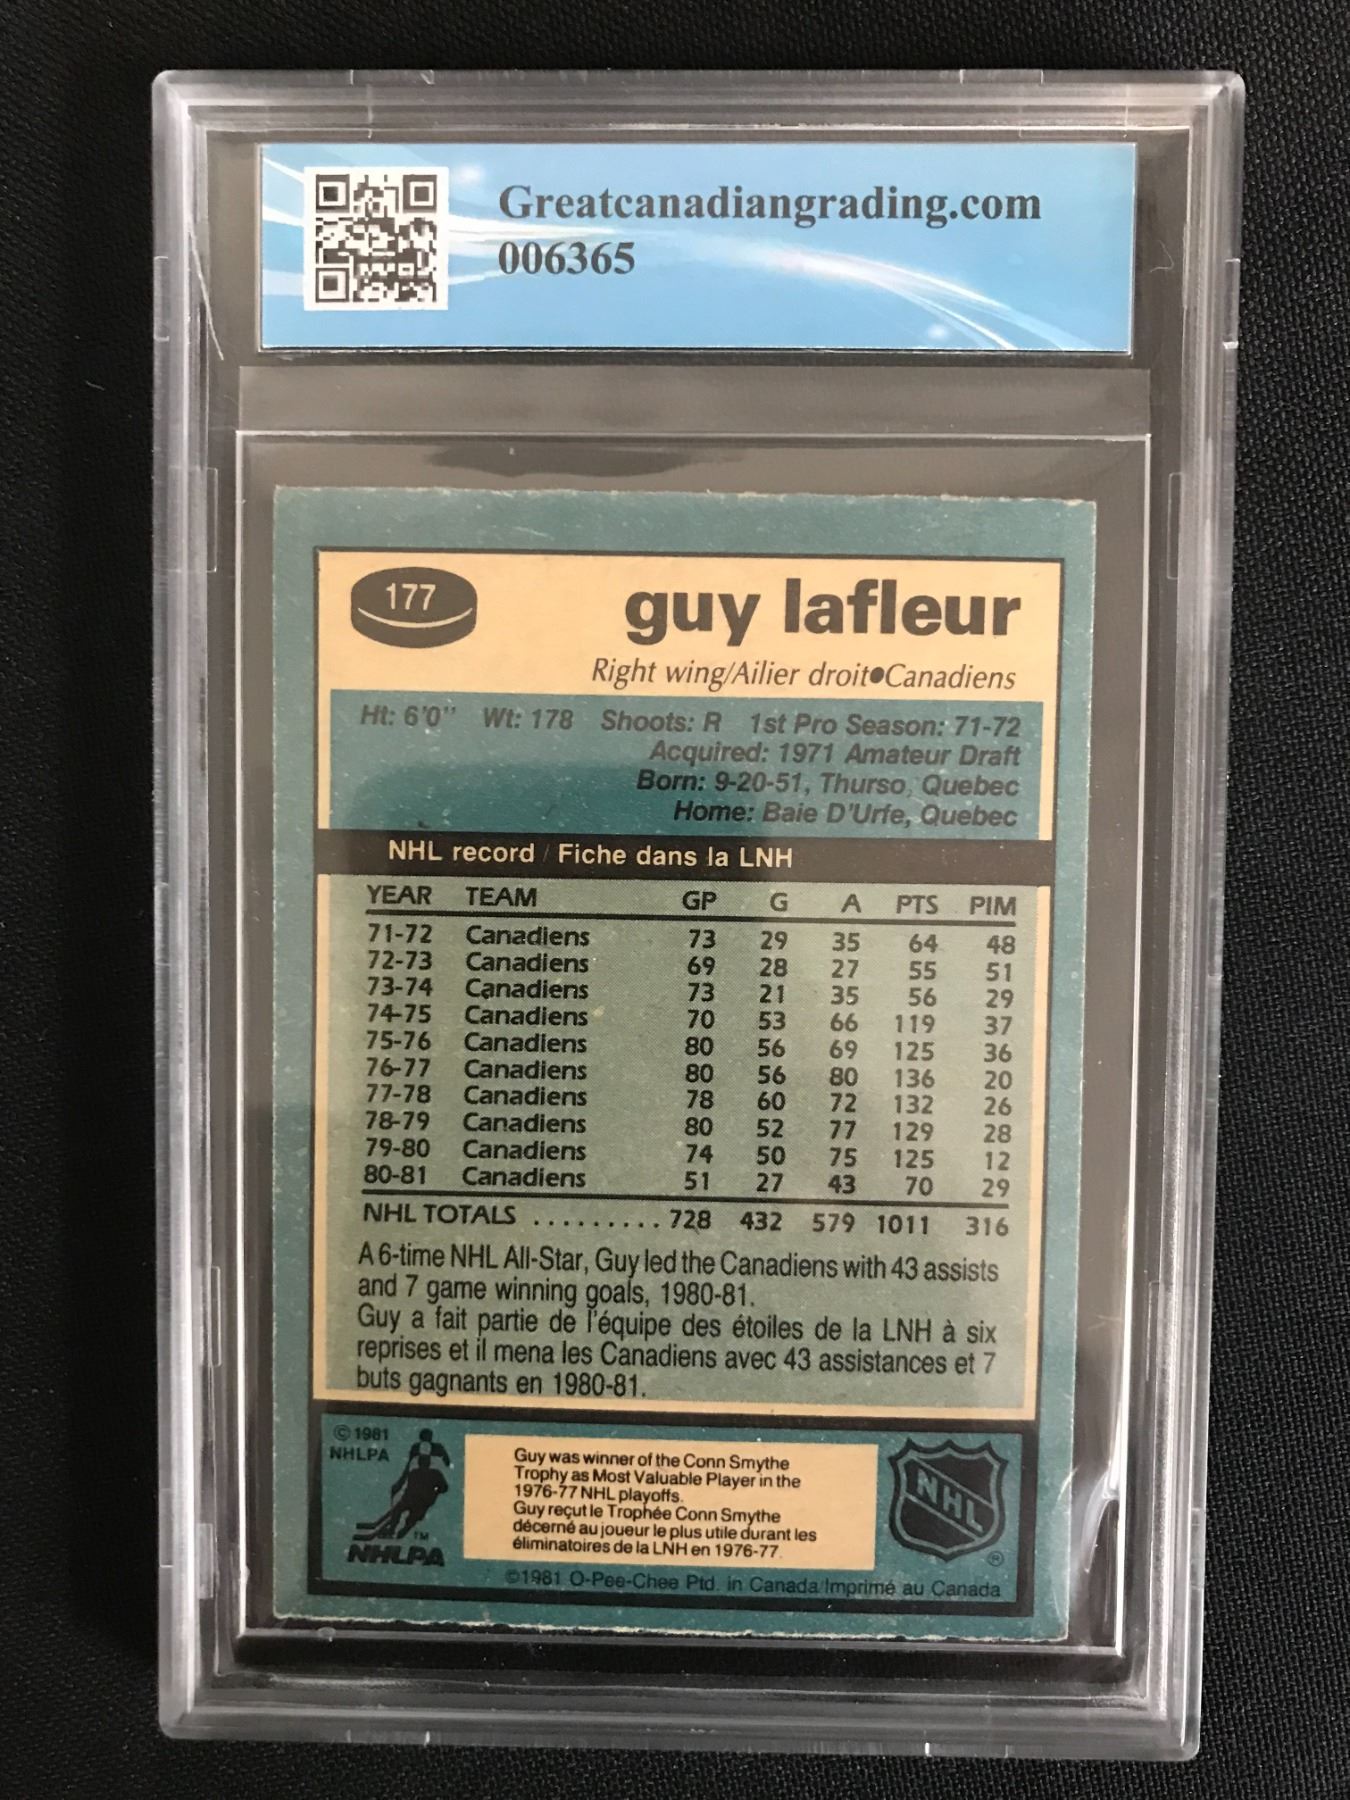 Greatcanadiangrading.com
006365
177
guy lafleur
Right wing/Ailier droit●Canadiens
Ht: 6'0" Wt: 178 Shoots: R 1st Pro Season: 71-72
Acquired: 1971 Amateur Draft
Born: 9-20-51, Thurso, Quebec
Home: Baie D'Urfe, Quebec
NHL record / Fiche dans la LNH
YEAR TEAM GP G A PTS PIM
71-72 Canadiens 73 29 35 64 48
72-73 Canadiens 69 28 27 55 51
73-74 Canadiens 73 21 35 56 29
74-75 Canadiens 70 53 66 119 37
75-76 Canadiens 80 56 69 125 36
76-77 Canadiens 80 56 80 136 20
77-78 Canadiens 78 60 72 132 26
78-79 Canadiens 80 52 77 129 28
79-80 Canadiens 74 50 75 125 12
80-81 Canadiens 51 27 43 70 29
NHL TOTALS ......... 728 432 579 1011 316
A 6-time NHL All-Star, Guy led the Canadiens with 43 assists
and 7 game winning goals, 1980-81.
Guy a fait partie de l'équipe des étoiles de la LNH à six
reprises et il mena les Canadiens avec 43 assistances et 7
buts gagnants en 1980-81.
©1981
NHLPA
TM
NHLPA
Guy was winner of the Conn Smythe
Trophy as Most Valuable Player in the
1976-77 NHL playoffs.
Guy reçut le Trophée Conn Smythe
décerné au joueur le plus utile durant les
éliminatoires de la LNH en 1976-77.
NHL
®
©1981 O-Pee-Chee Ptd. in Canada/Imprimé au Canada